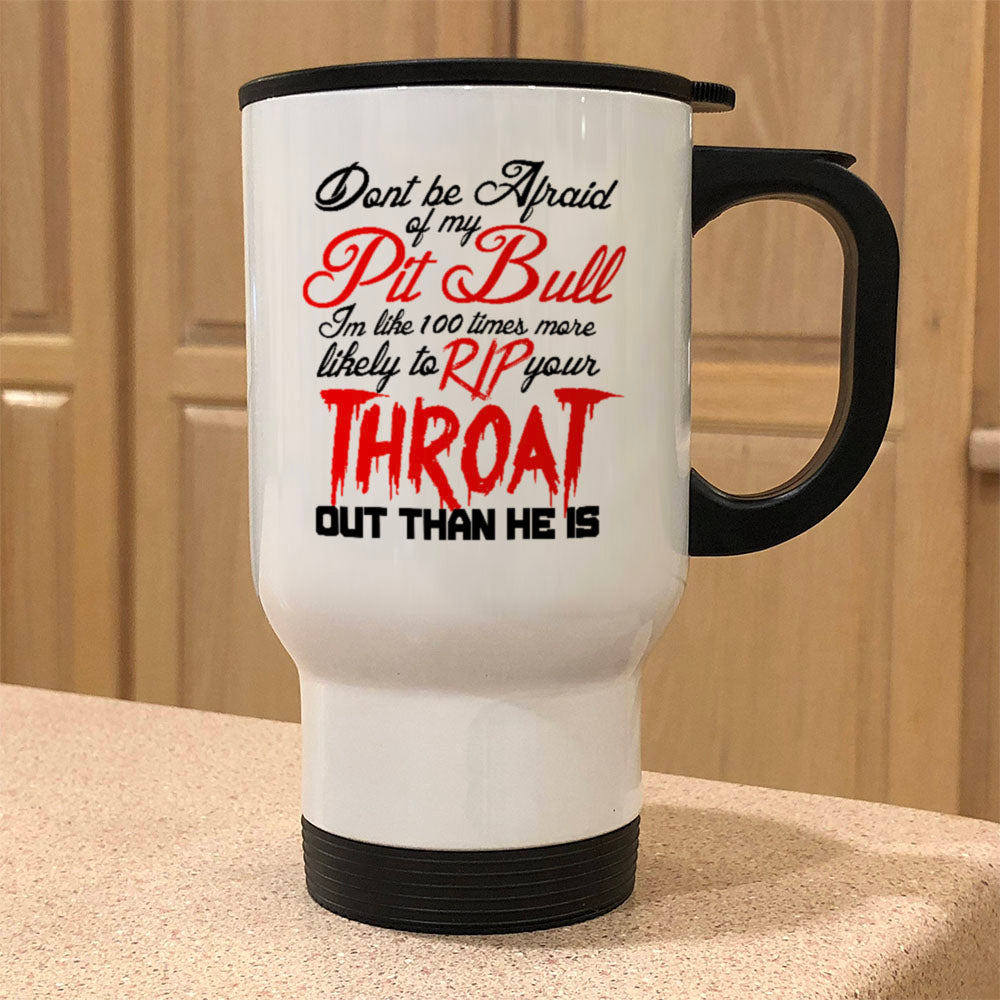 Dont be Afraid
of my
Pit Bull
Im like 100 times more
likely to RIP your
THROAT
OUT THAN HE IS